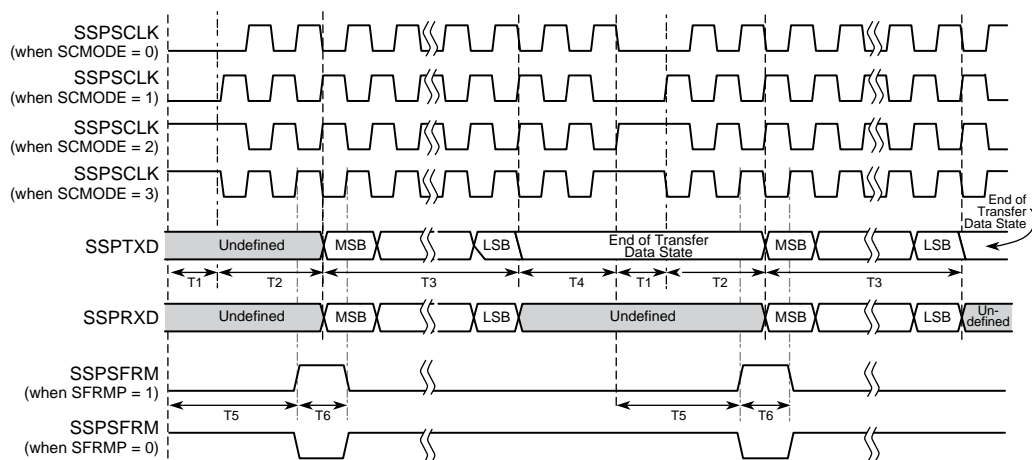 SSPSCLK
(when SCMODE = 0)
SSPSCLK
(when SCMODE = 1)
SSPSCLK
(when SCMODE = 2)
SSPSCLK
(when SCMODE = 3)
End of
Transfer
Data State
SSPTXD
Undefined
MSB
LSB
End of Transfer
Data State
MSB
LSB
T1
T2
T3
T4
T1
T2
T3
SSPRXD
Undefined
MSB
LSB
Undefined
MSB
LSB
Un-
defined
SSPSFRM
(when SFRMP = 1)
T5
T6
T5
T6
SSPSFRM
(when SFRMP = 0)